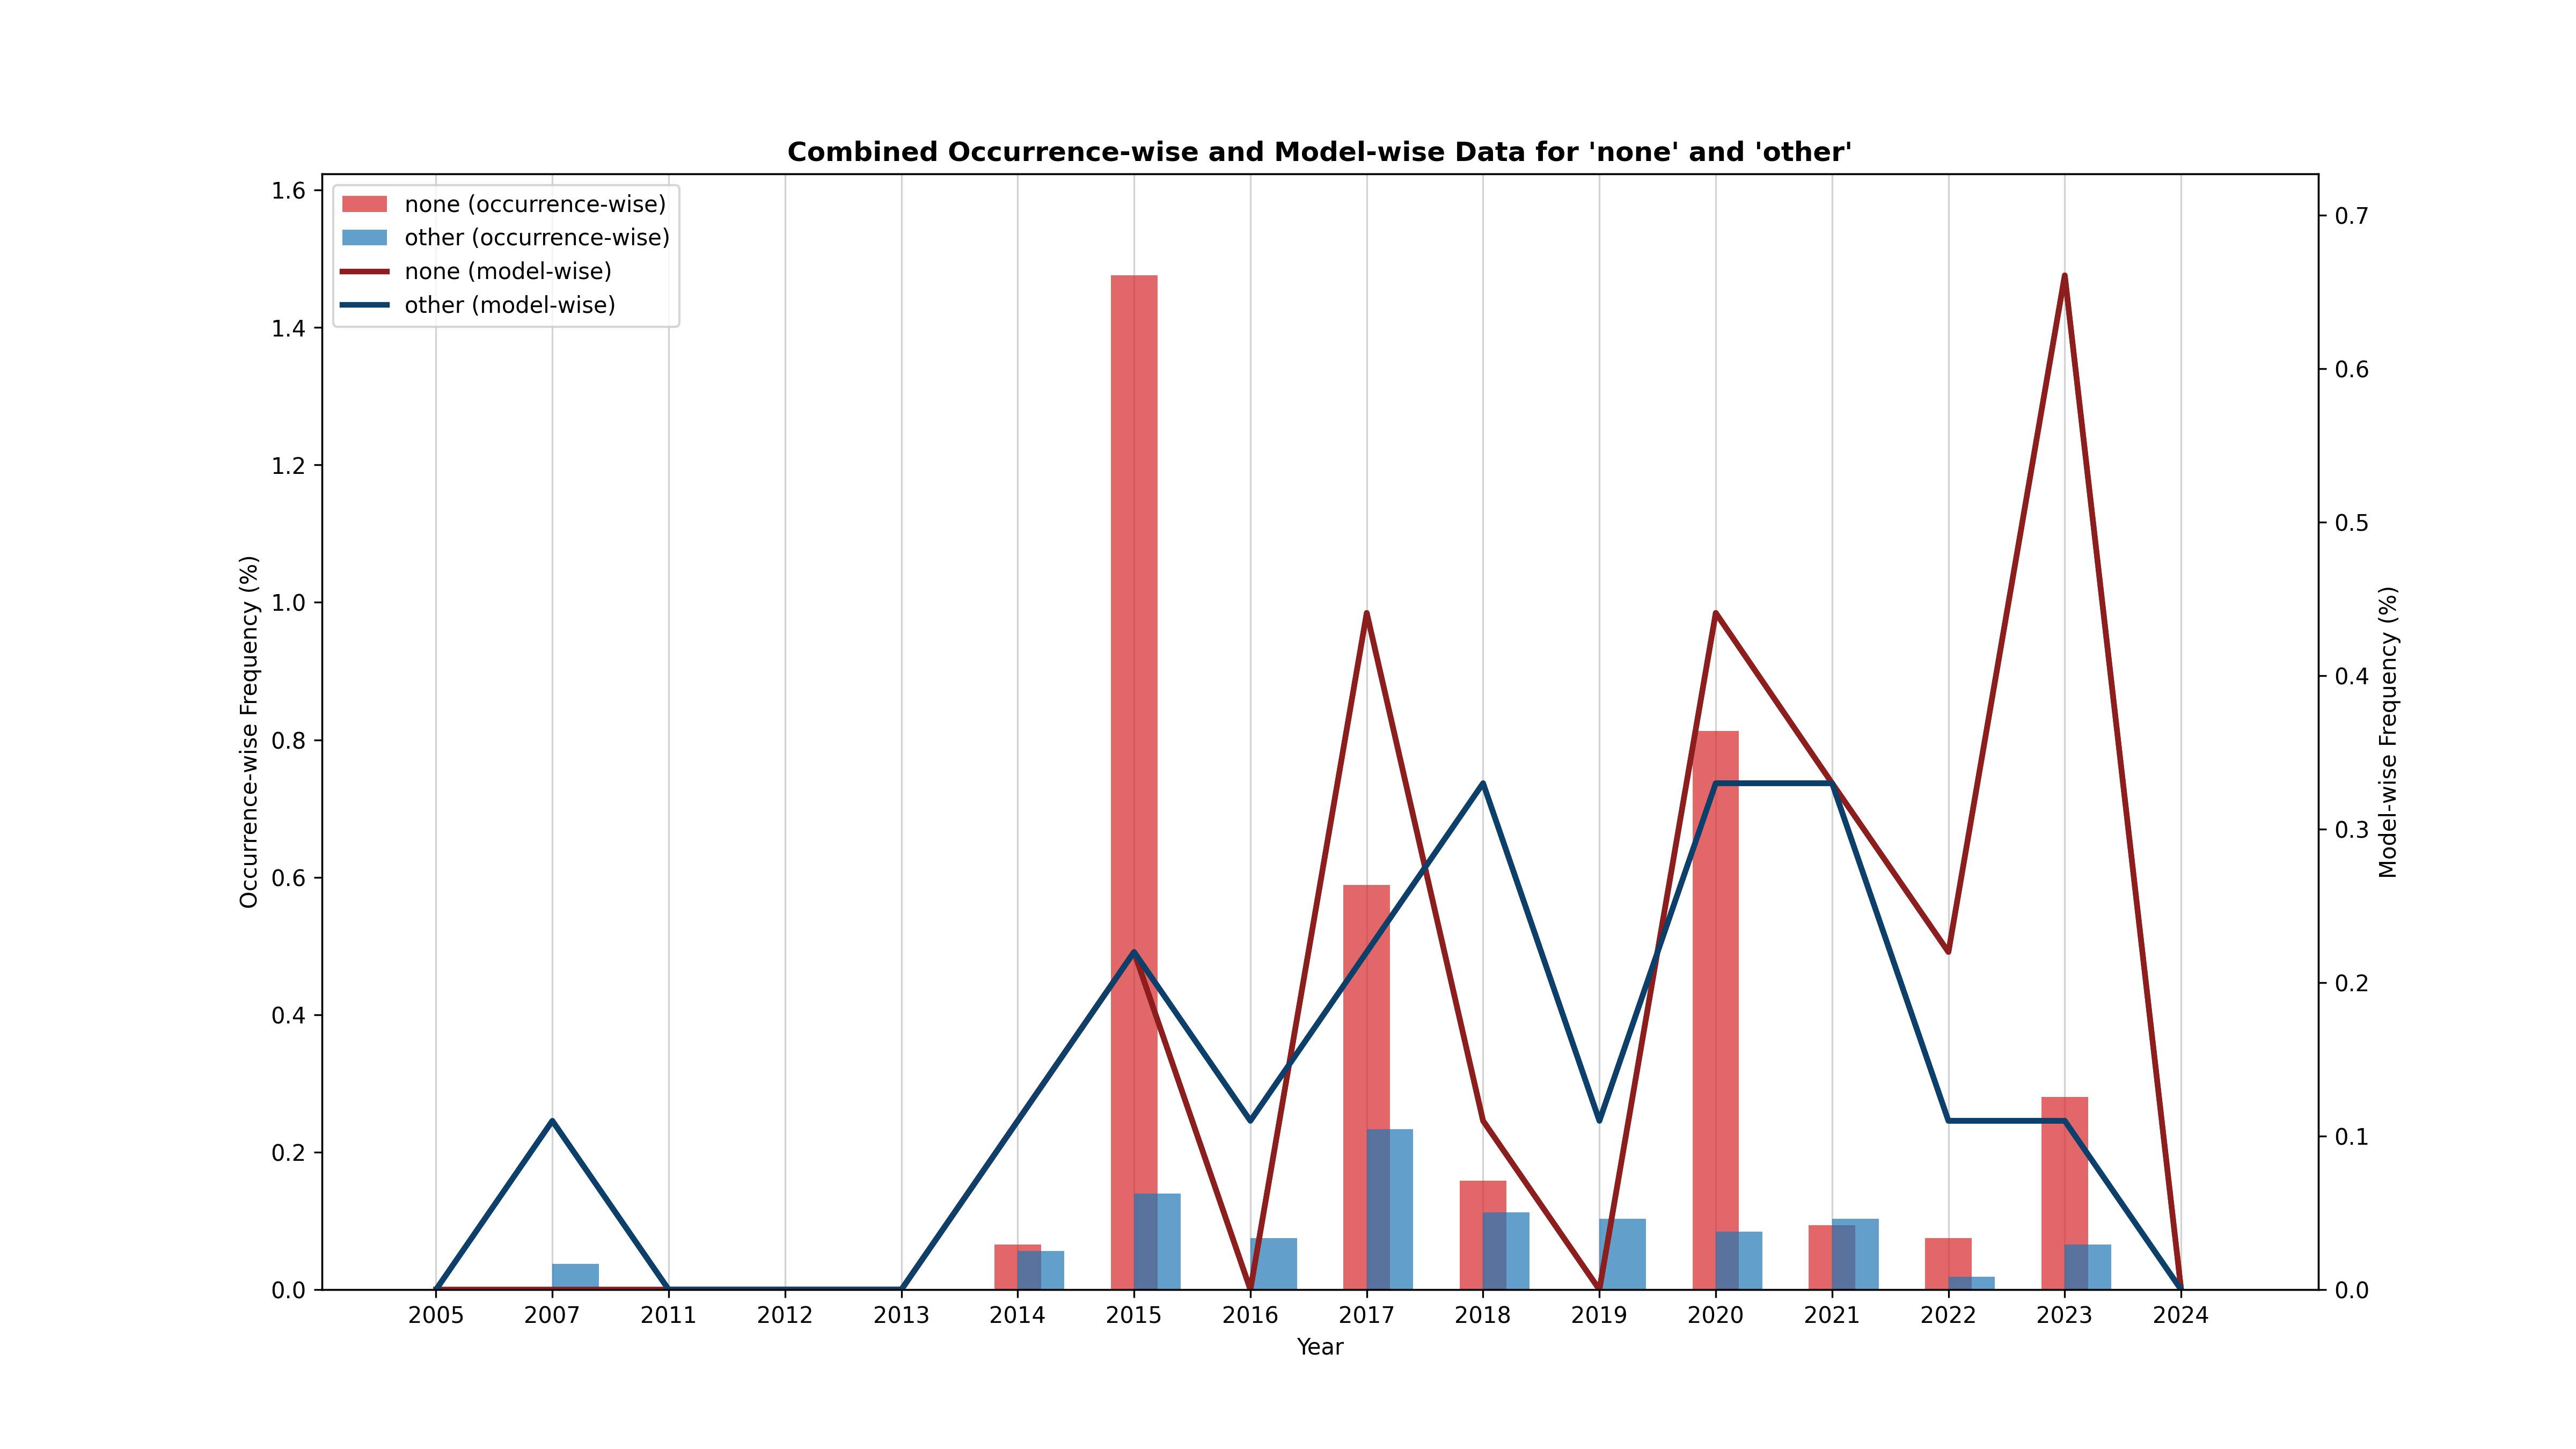 Combined Occurrence-wise and Model-wise Data for 'none' and 'other'
none (occurrence-wise)
other (occurrence-wise)
none (model-wise)
other (model-wise)
Occurrence-wise Frequency (%)
1.6
1.4
1.2
1.0
0.8
0.6
0.4
0.2
0.0
0.7
0.6
0.5
0.4
0.3
0.2
0.1
0.0
Model-wise Frequency (%)
2005 2007 2011 2012 2013 2014 2015 2016 2017 2018 2019 2020 2021 2022 2023 2024
Year